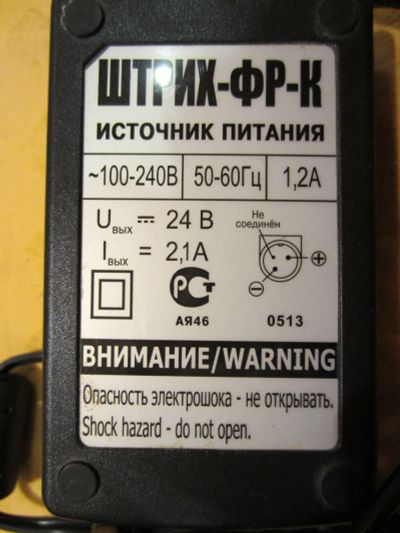 ШТРИХ-ФР-К
ИСТОЧНИК ПИТАНИЯ
~100-240В 50-60Гц 1,2А
Uвых ⎓ 24 В
Iвых = 2,1А
Не
соединён
+
−
РСТ
АЯ46
0513
ВНИМАНИЕ/WARNING
Опасность электрошока - не открывать.
Shock hazard - do not open.